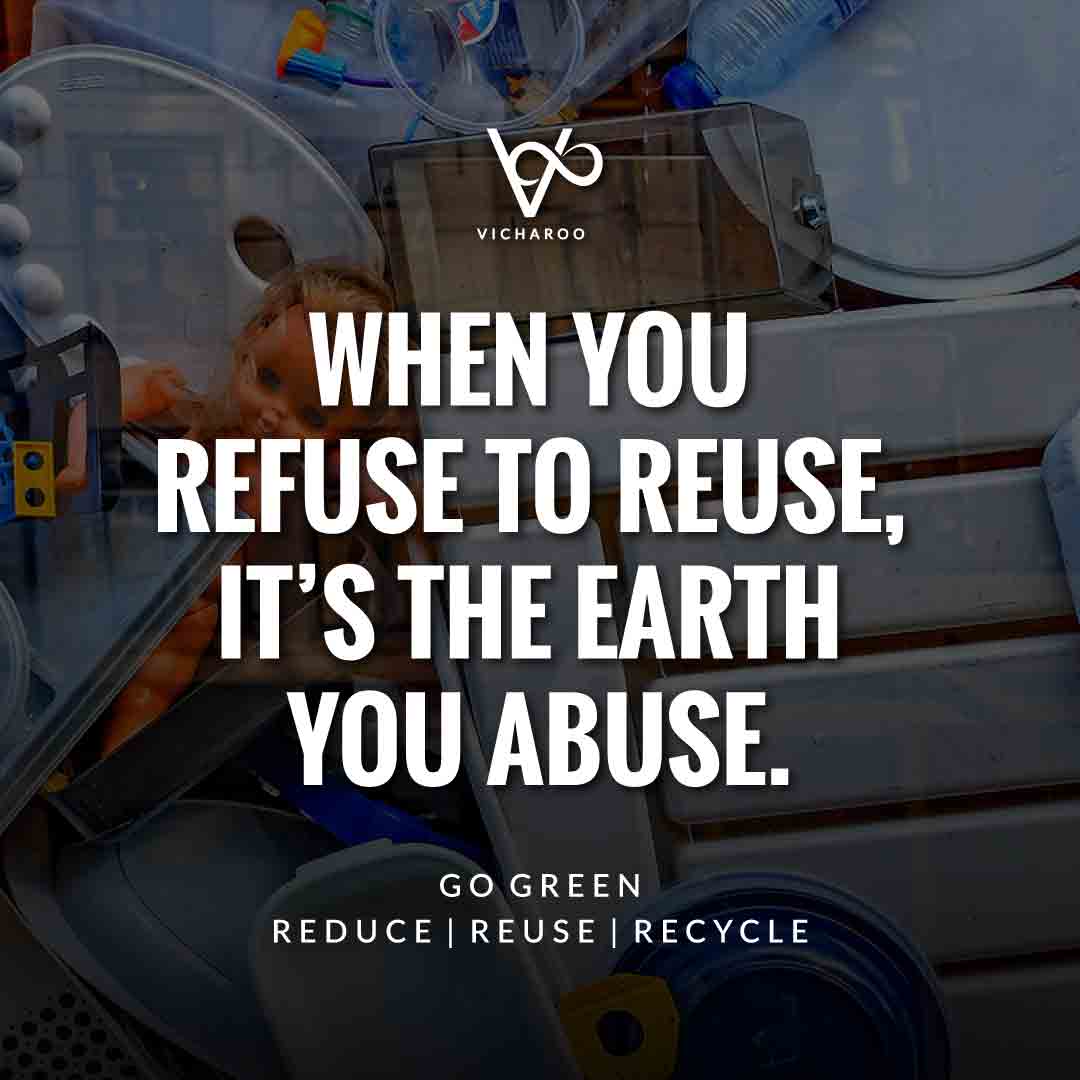 VICHAROO
WHEN YOU
REFUSE TO REUSE,
IT’S THE EARTH
YOU ABUSE.
GO GREEN
REDUCE | REUSE | RECYCLE